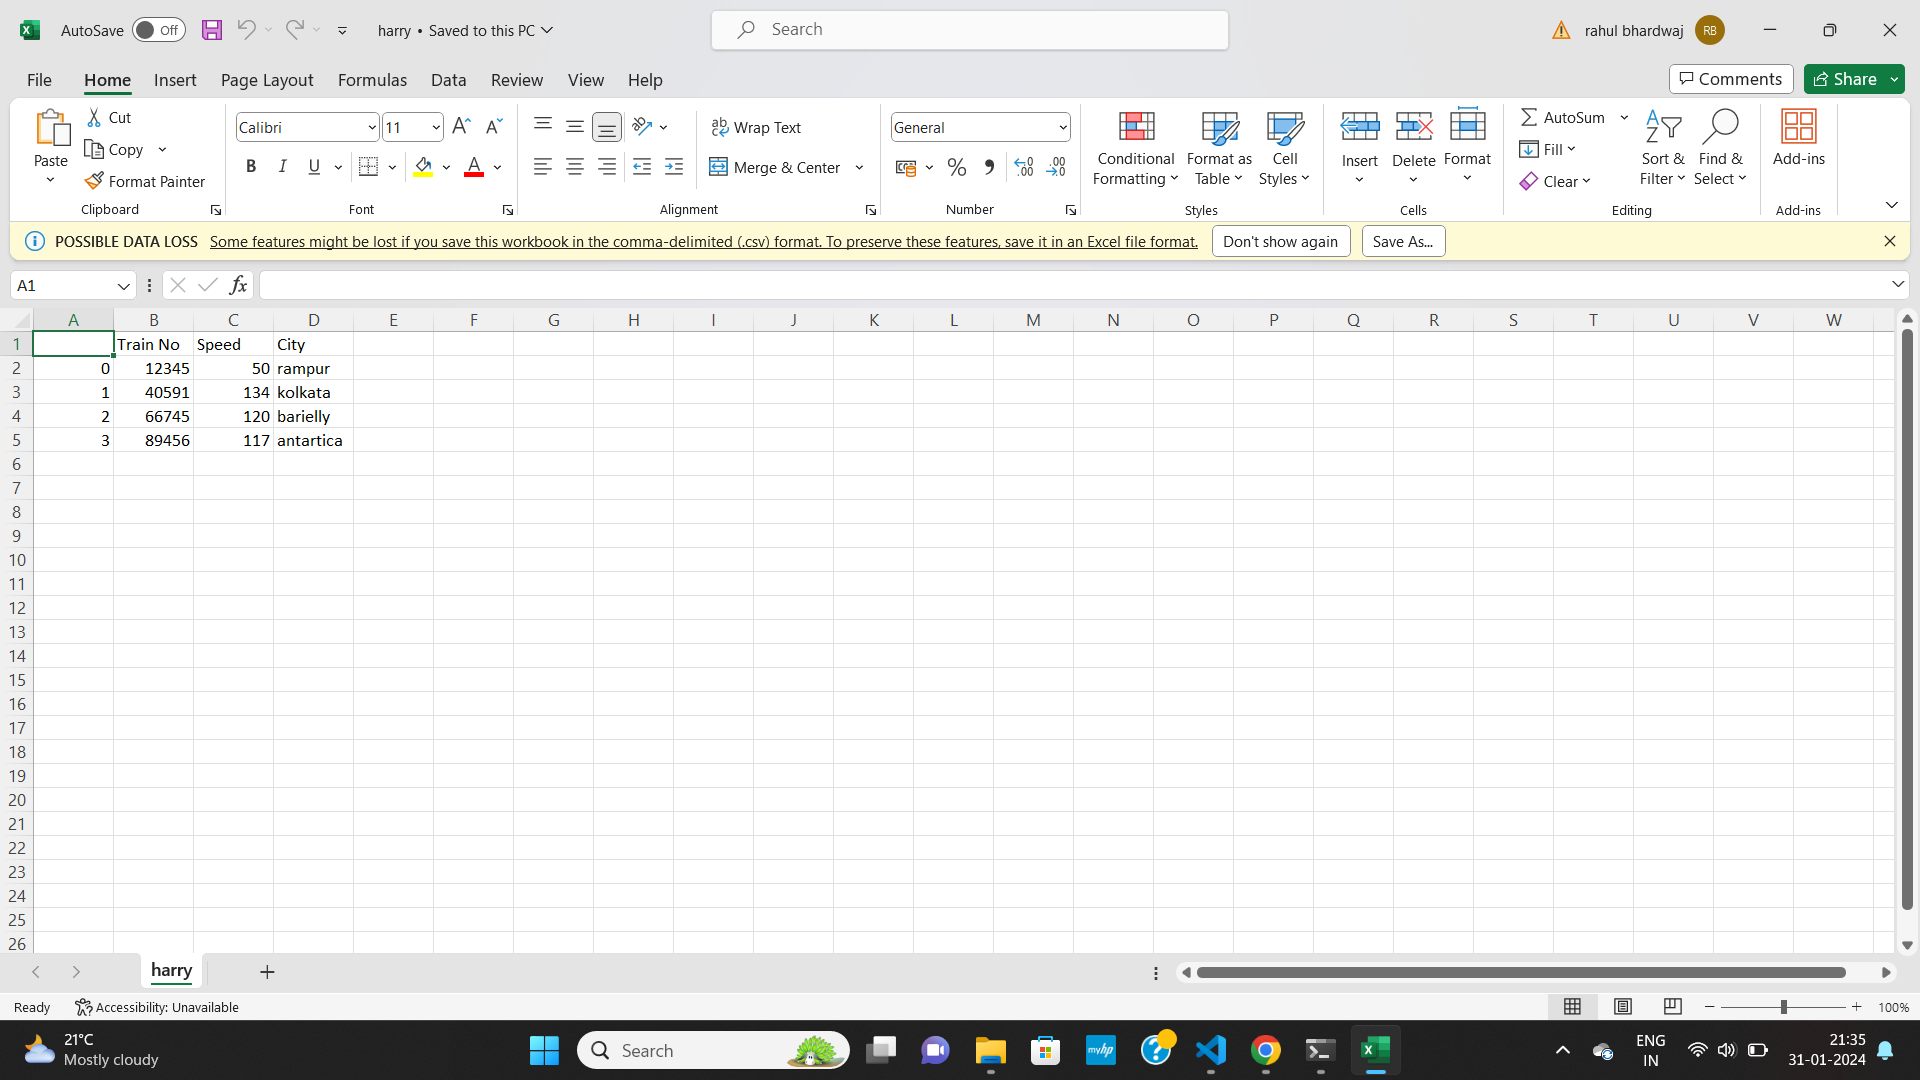 AutoSave Off harry • Saved to this PC Search rahul bhardwaj RB
File Home Insert Page Layout Formulas Data Review View Help Comments Share
Paste Cut Copy Format Painter Clipboard
Calibri 11 B I U A Font
Wrap Text Merge & Center Alignment
General % Number
Conditional Formatting Format as Table Cell Styles Styles
Insert Delete Format Cells
AutoSum Fill Clear Sort & Filter Find & Select Editing
Add-ins Add-ins
POSSIBLE DATA LOSS Some features might be lost if you save this workbook in the comma-delimited (.csv) format. To preserve these features, save it in an Excel file format. Don't show again Save As...
A1 fx
A B C D E F G H I J K L M N O P Q R S T U V W
1 Train No Speed City
2 0 12345 50 rampur
3 1 40591 134 kolkata
4 2 66745 120 barielly
5 3 89456 117 antartica
6
7
8
9
10
11
12
13
14
15
16
17
18
19
20
21
22
23
24
25
26
harry
Ready Accessibility: Unavailable 100%
21°C Search myhp ENG 21:35
Mostly cloudy IN 31-01-2024